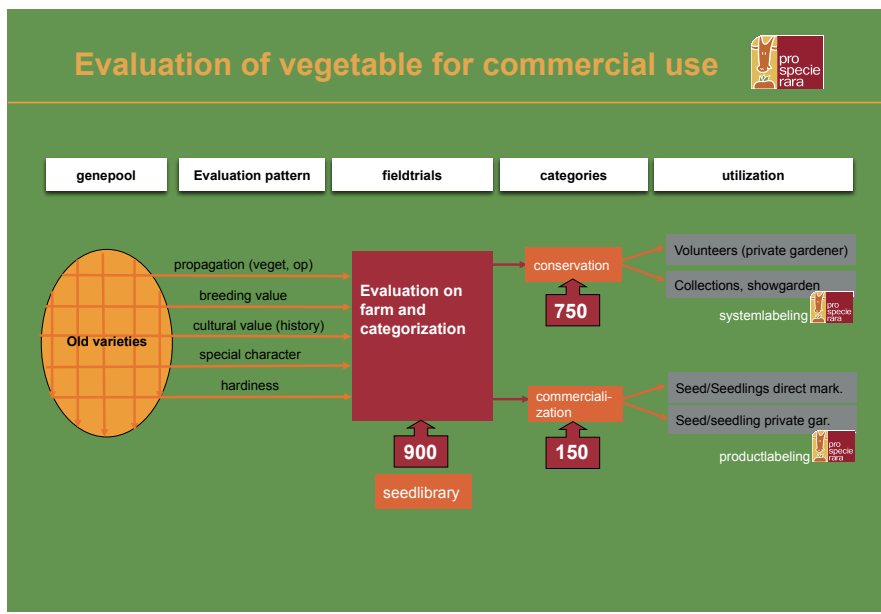 Evaluation of vegetable for commercial use
pro
specie
rara
genepool
Evaluation pattern
fieldtrials
categories
utilization
Old varieties
propagation (veget, op)
breeding value
cultural value (history)
special character
hardiness
Evaluation on
farm and
categorization
900
seedlibrary
conservation
750
commerciali-
zation
150
Volunteers (private gardener)
Collections, showgarden
systemlabeling
pro
specie
rara
Seed/Seedlings direct mark.
Seed/seedling private gar.
productlabeling
pro
specie
rara